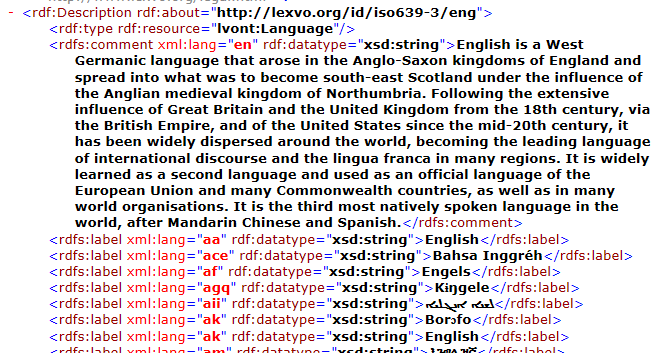 - <rdf:Description rdf:about="http://lexvo.org/id/iso639-3/eng">
<rdf:type rdf:resource="lvont:Language"/>
<rdfs:comment xml:lang="en" rdf:datatype="xsd:string">English is a West
Germanic language that arose in the Anglo-Saxon kingdoms of England and
spread into what was to become south-east Scotland under the influence of
the Anglian medieval kingdom of Northumbria. Following the extensive
influence of Great Britain and the United Kingdom from the 18th century, via
the British Empire, and of the United States since the mid-20th century, it
has been widely dispersed around the world, becoming the leading language
of international discourse and the lingua franca in many regions. It is widely
learned as a second language and used as an official language of the
European Union and many Commonwealth countries, as well as in many
world organisations. It is the third most natively spoken language in the
world, after Mandarin Chinese and Spanish.</rdfs:comment>
<rdfs:label xml:lang="aa" rdf:datatype="xsd:string">English</rdfs:label>
<rdfs:label xml:lang="ace" rdf:datatype="xsd:string">Bahsa Inggréh</rdfs:label>
<rdfs:label xml:lang="af" rdf:datatype="xsd:string">Engels</rdfs:label>
<rdfs:label xml:lang="agq" rdf:datatype="xsd:string">Kɨŋgele</rdfs:label>
<rdfs:label xml:lang="aii" rdf:datatype="xsd:string"></rdfs:label>
<rdfs:label xml:lang="ak" rdf:datatype="xsd:string">Borɔfo</rdfs:label>
<rdfs:label xml:lang="ak" rdf:datatype="xsd:string">English</rdfs:label>